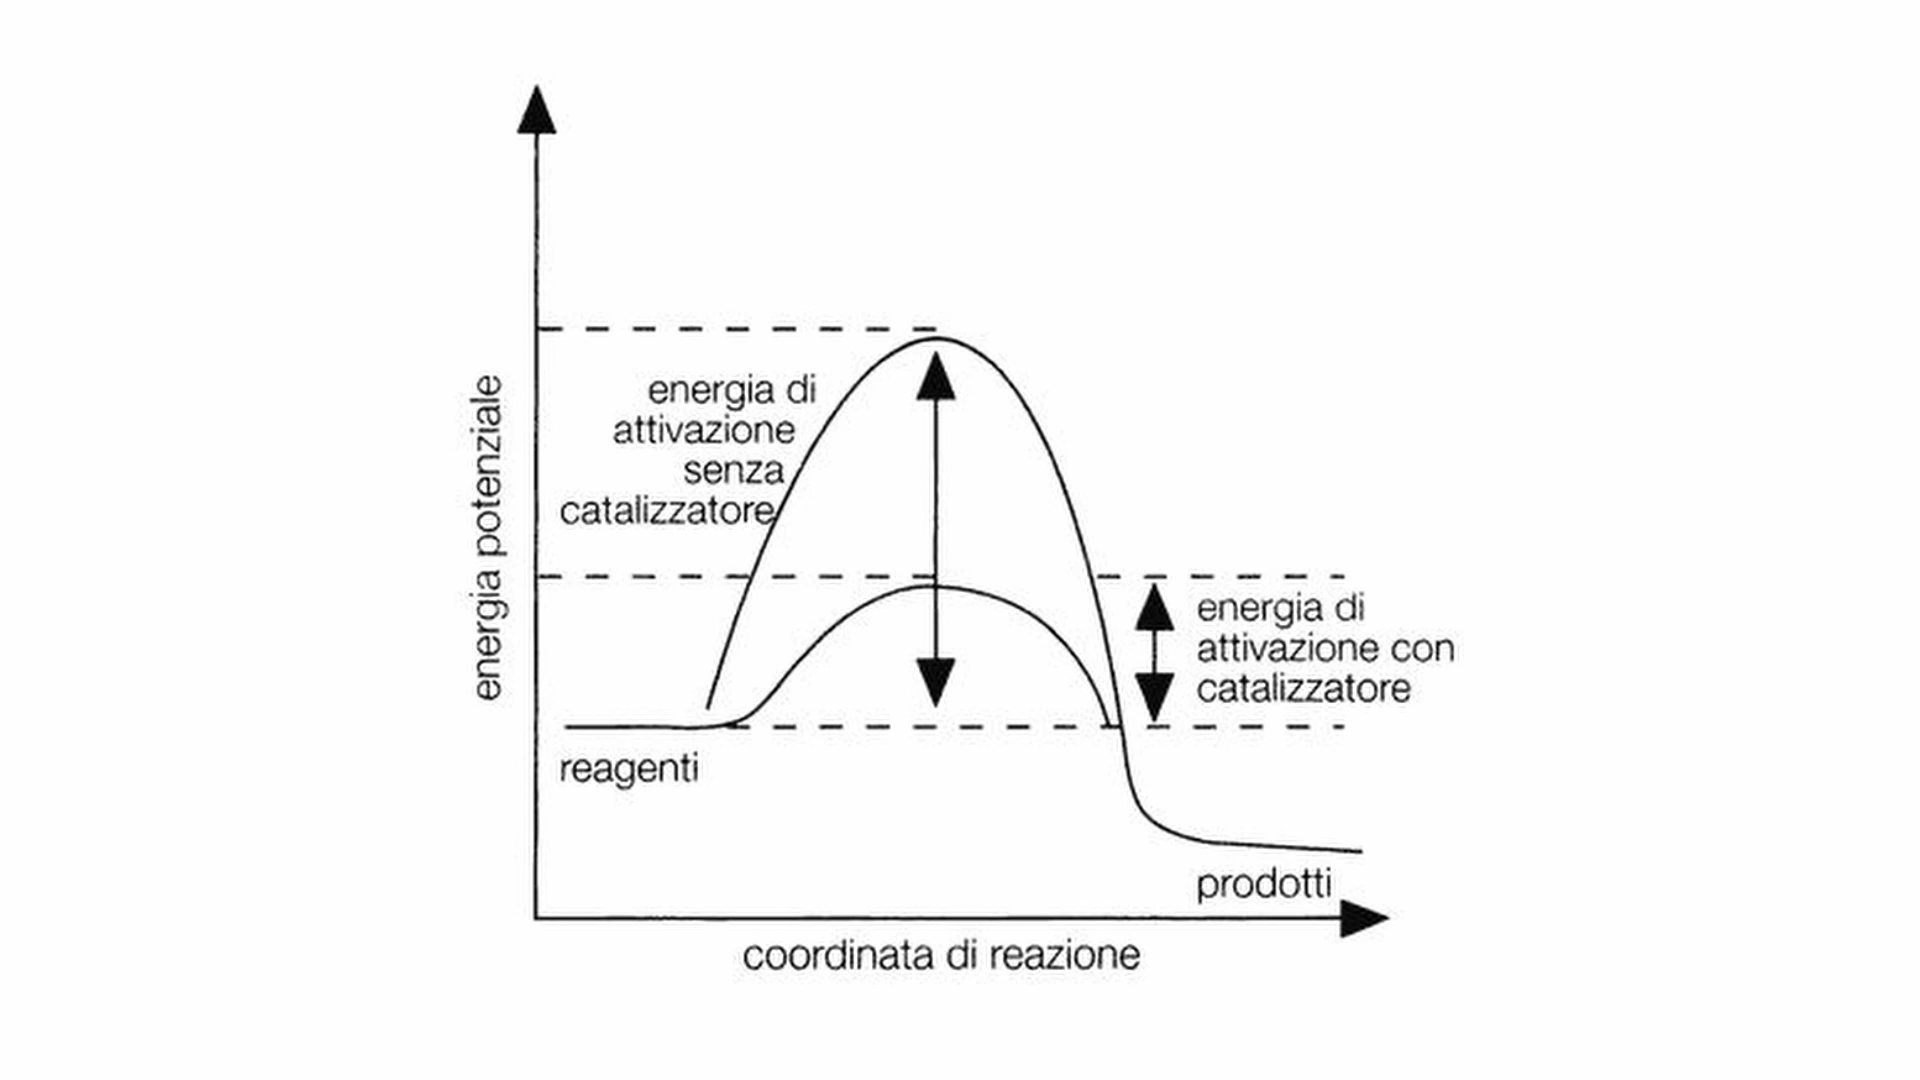 energia potenziale
energia di
attivazione
senza
catalizzatore
energia di
attivazione con
catalizzatore
reagenti
prodotti
coordinata di reazione